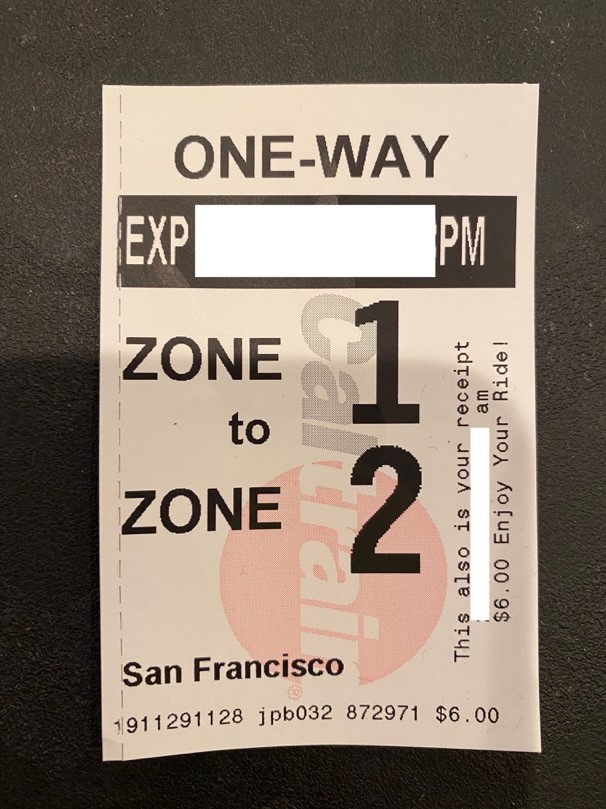 ONE-WAY
EXP PM
ZONE 1
to
ZONE 2
Caltrain®
This also is your receipt
am
$6.00 Enjoy Your Ride!
San Francisco
1911291128 jpb032 872971 $6.00